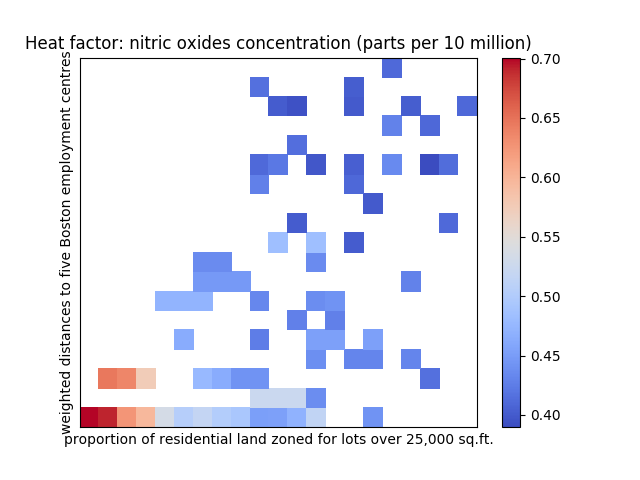 Heat factor: nitric oxides concentration (parts per 10 million)
weighted distances to five Boston employment centres
proportion of residential land zoned for lots over 25,000 sq.ft.
0.70
0.65
0.60
0.55
0.50
0.45
0.40